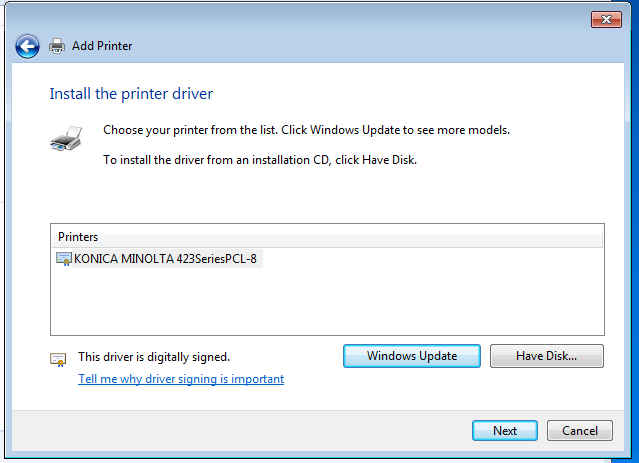 Add Printer
Install the printer driver
Choose your printer from the list. Click Windows Update to see more models.
To install the driver from an installation CD, click Have Disk.
Printers
KONICA MINOLTA 423SeriesPCL-8
This driver is digitally signed.
Windows Update
Have Disk...
Tell me why driver signing is important
Next
Cancel